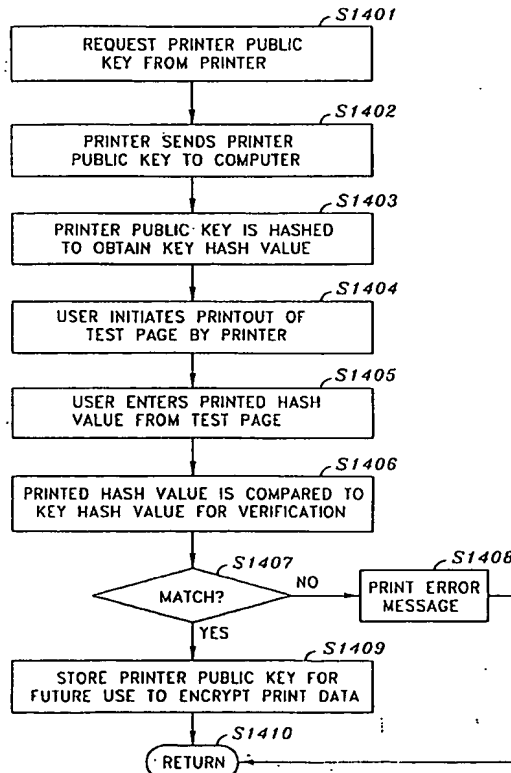 S1401
REQUEST PRINTER PUBLIC
KEY FROM PRINTER
S1402
PRINTER SENDS PRINTER
PUBLIC KEY TO COMPUTER
S1403
PRINTER PUBLIC KEY IS HASHED
TO OBTAIN KEY HASH VALUE
S1404
USER INITIATES PRINTOUT OF
TEST PAGE BY PRINTER
S1405
USER ENTERS PRINTED HASH
VALUE FROM TEST PAGE
S1406
PRINTED HASH VALUE IS COMPARED TO
KEY HASH VALUE FOR VERIFICATION
S1407
MATCH?
NO
S1408
PRINT ERROR
MESSAGE
YES
S1409
STORE PRINTER PUBLIC KEY FOR
FUTURE USE TO ENCRYPT PRINT DATA
S1410
RETURN